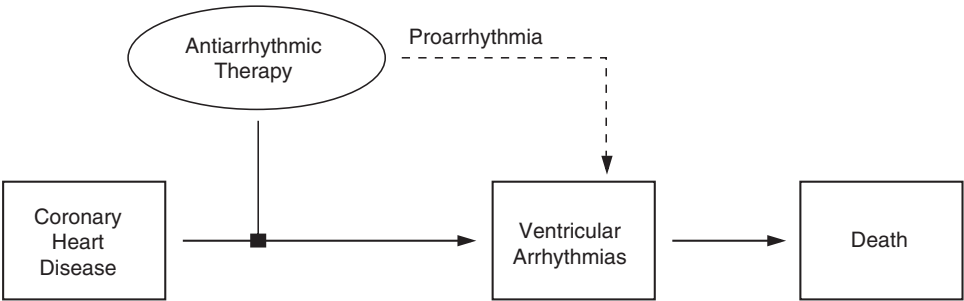 Antiarrhythmic
Therapy
Proarrhythmia
Coronary
Heart
Disease
Ventricular
Arrhythmias
Death